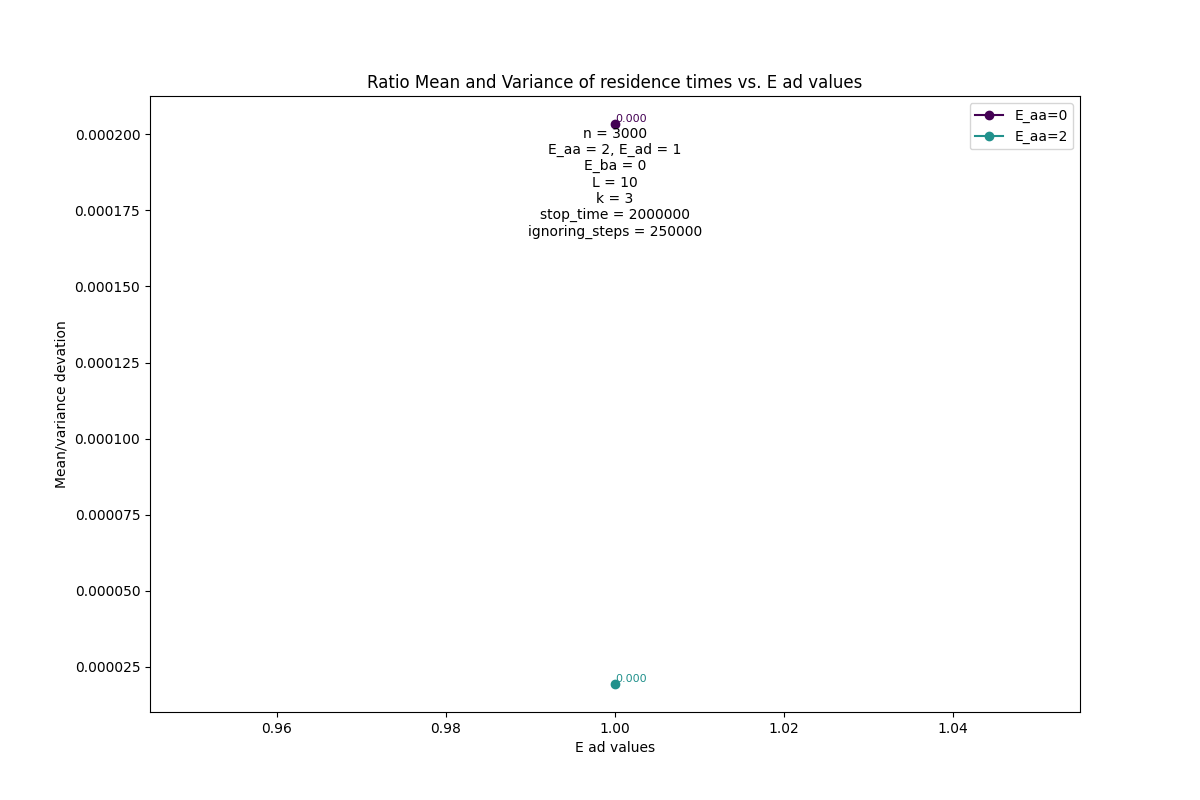 Ratio Mean and Variance of residence times vs. E ad values
0.000
E_aa=0
E_aa=2
n = 3000
E_aa = 2, E_ad = 1
E_ba = 0
L = 10
k = 3
stop_time = 2000000
ignoring_steps = 250000
0.000200
0.000175
0.000150
0.000125
0.000100
0.000075
0.000050
0.000025
Mean/variance devation
0.000
0.96
0.98
1.00
1.02
1.04
E ad values